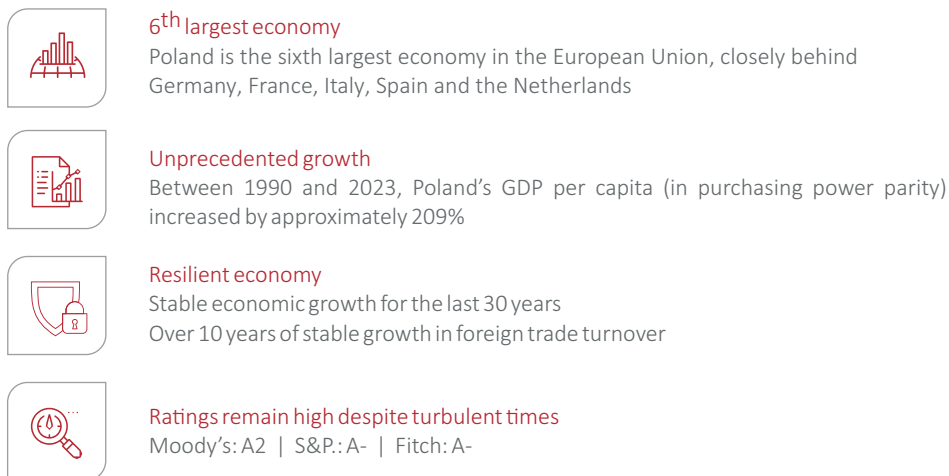 6th largest economy
Poland is the sixth largest economy in the European Union, closely behind
Germany, France, Italy, Spain and the Netherlands
Unprecedented growth
Between 1990 and 2023, Poland's GDP per capita (in purchasing power parity)
increased by approximately 209%
Resilient economy
Stable economic growth for the last 30 years
Over 10 years of stable growth in foreign trade turnover
Ratings remain high despite turbulent times
Moody's: A2 | S&P.: A- | Fitch: A-